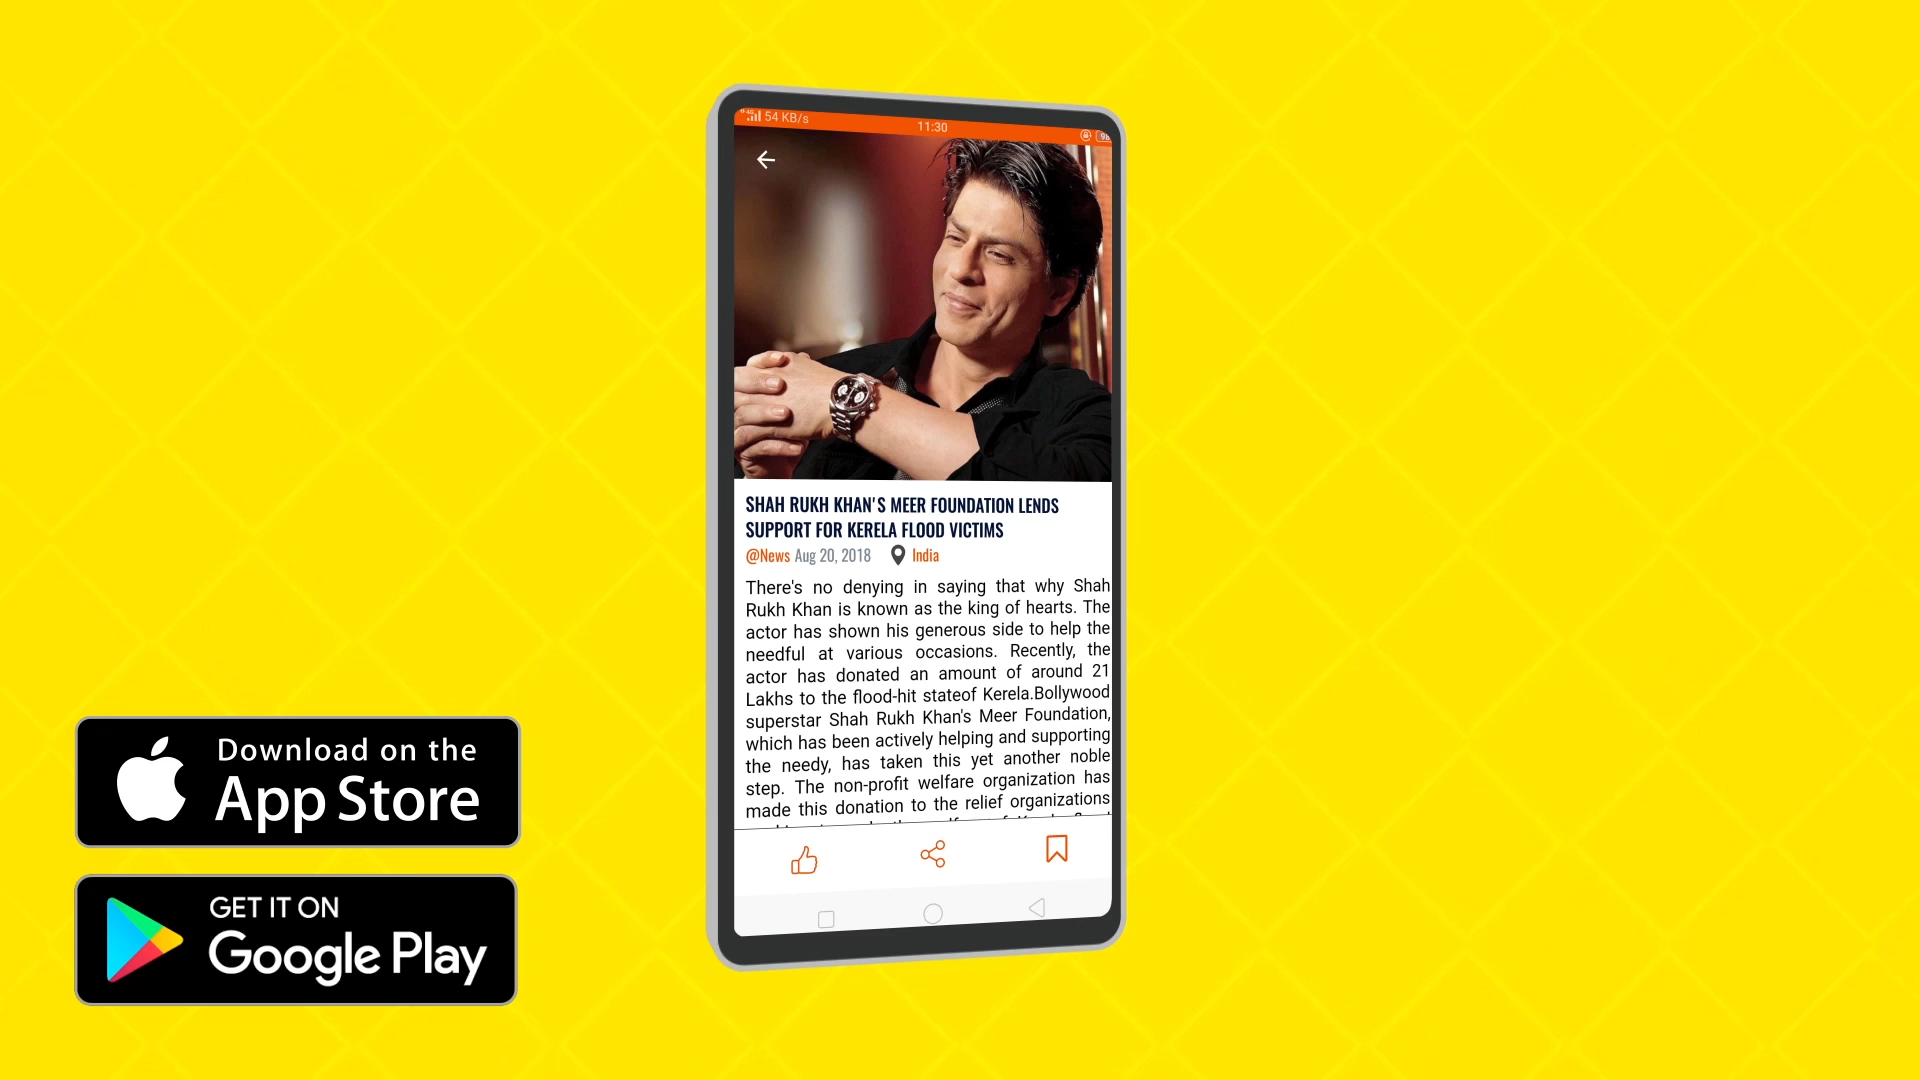 54 KB/s
11:30
SHAH RUKH KHAN'S MEER FOUNDATION LENDS
SUPPORT FOR KERELA FLOOD VICTIMS
@News Aug 20, 2018 India
There's no denying in saying that why Shah
Rukh Khan is known as the king of hearts. The
actor has shown his generous side to help the
needful at various occasions. Recently, the
actor has donated an amount of around 21
Lakhs to the flood-hit stateof Kerela.Bollywood
superstar Shah Rukh Khan's Meer Foundation,
which has been actively helping and supporting
the needy, has taken this yet another noble
step. The non-profit welfare organization has
made this donation to the relief organizations
Download on the
App Store
GET IT ON
Google Play